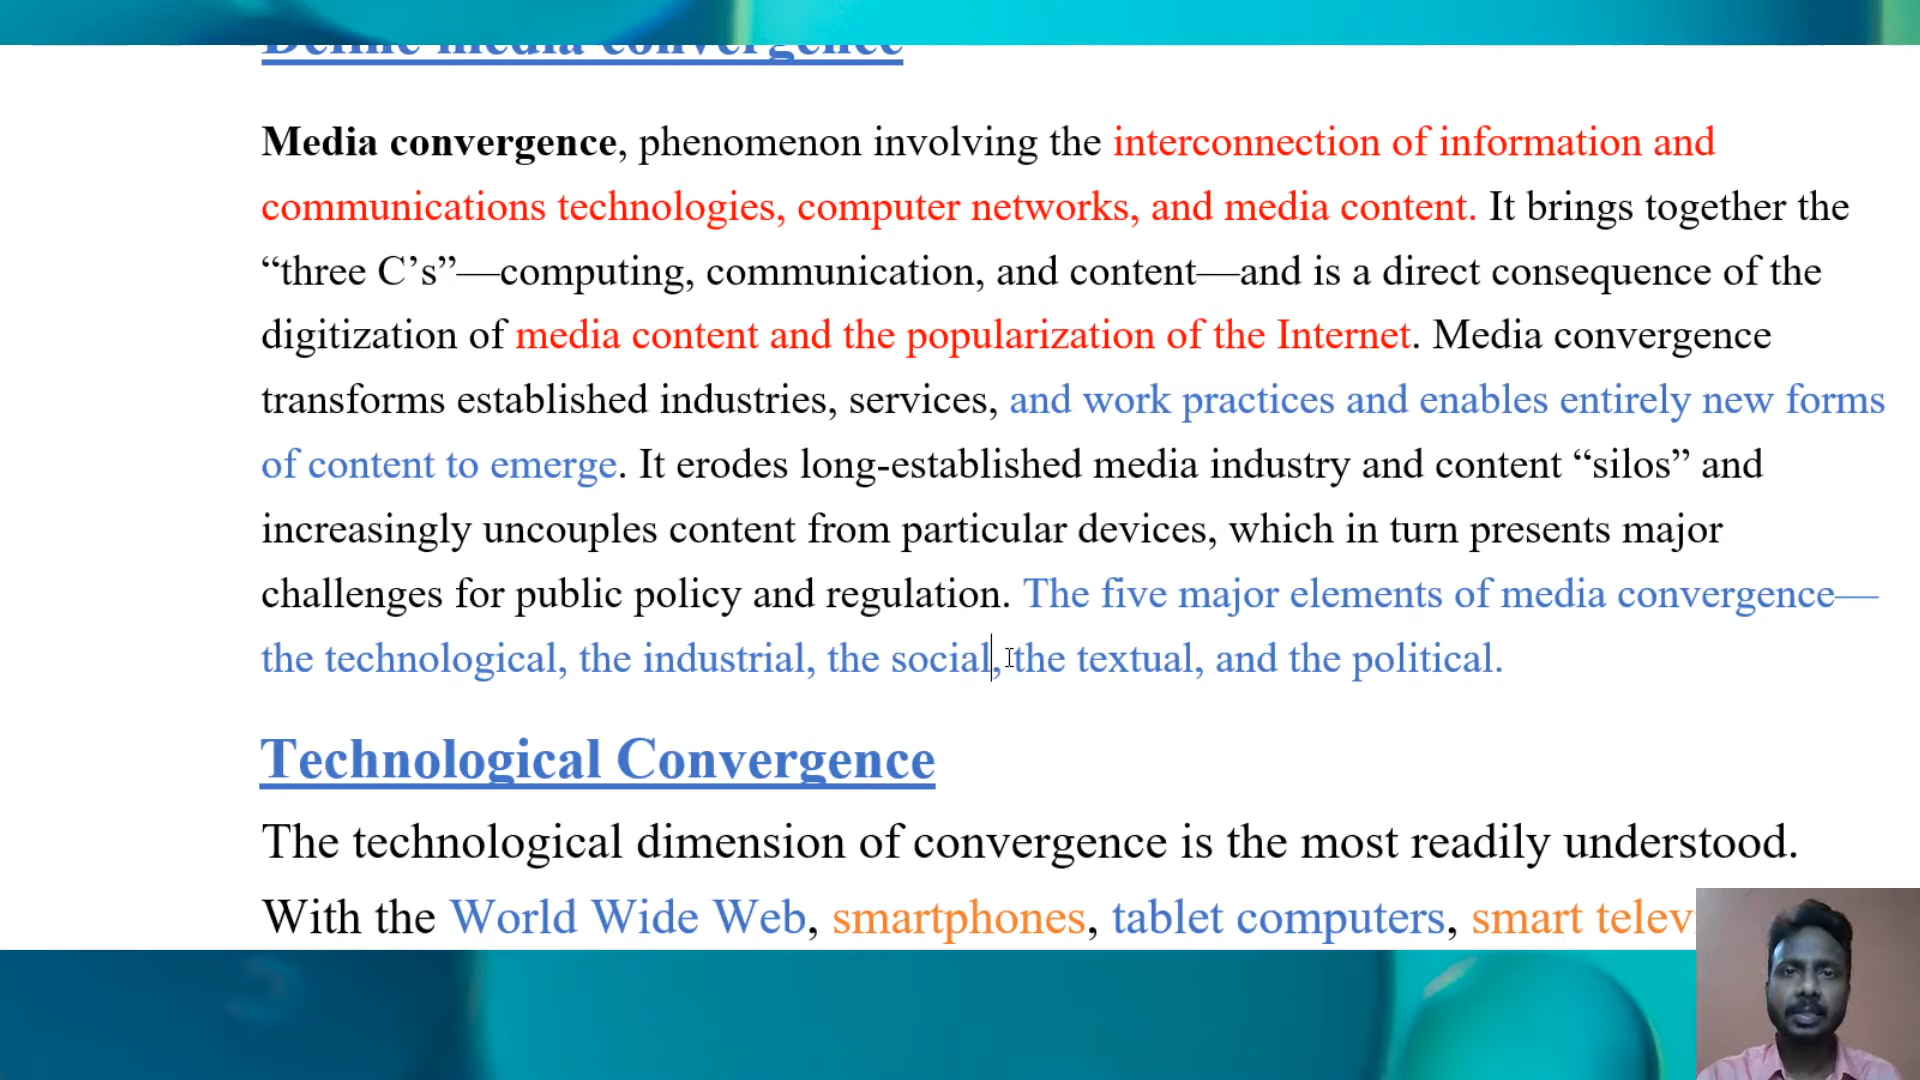 Define media convergence
Media convergence, phenomenon involving the interconnection of information and
communications technologies, computer networks, and media content. It brings together the
“three C’s”—computing, communication, and content—and is a direct consequence of the
digitization of media content and the popularization of the Internet. Media convergence
transforms established industries, services, and work practices and enables entirely new forms
of content to emerge. It erodes long-established media industry and content “silos” and
increasingly uncouples content from particular devices, which in turn presents major
challenges for public policy and regulation. The five major elements of media convergence—
the technological, the industrial, the social, the textual, and the political.
Technological Convergence
The technological dimension of convergence is the most readily understood.
With the World Wide Web, smartphones, tablet computers, smart